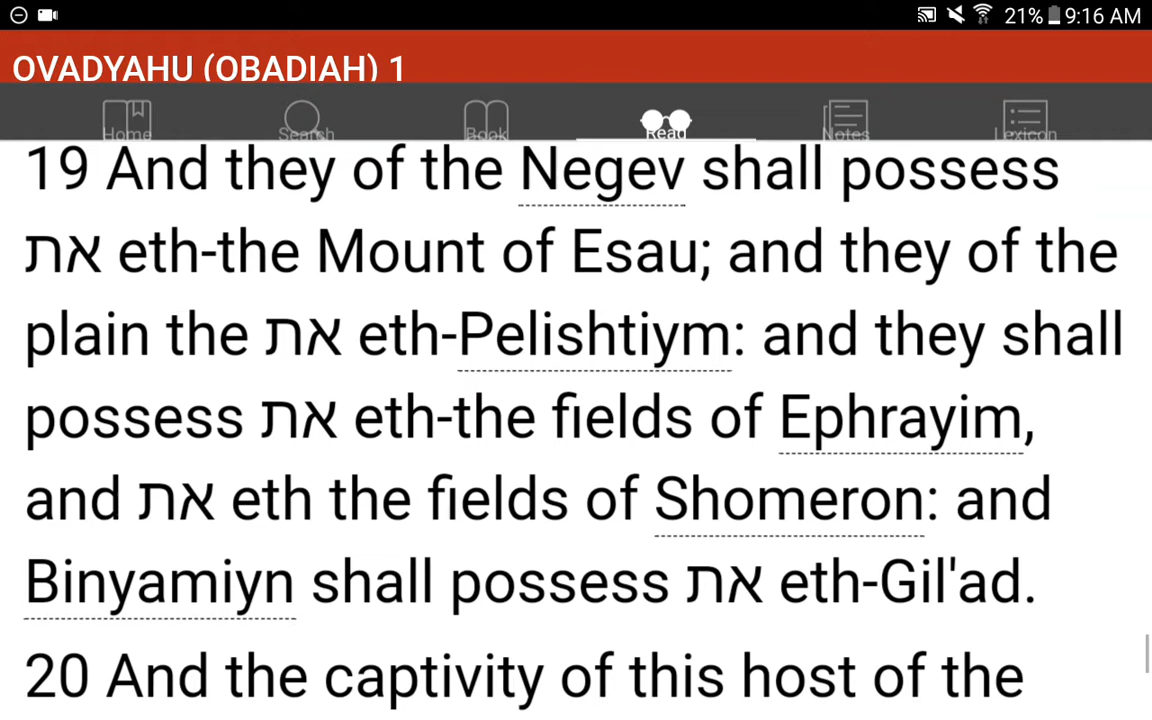 21% 9:16 AM
OVADYAHU (OBADIAH) 1
Home Search Book Read Notes Lexicon
19 And they of the Negev shall possess
את eth-the Mount of Esau; and they of the
plain the את eth-Pelishtiym: and they shall
possess את eth-the fields of Ephrayim,
and את eth the fields of Shomeron: and
Binyamiyn shall possess את eth-Gil'ad.
20 And the captivity of this host of the